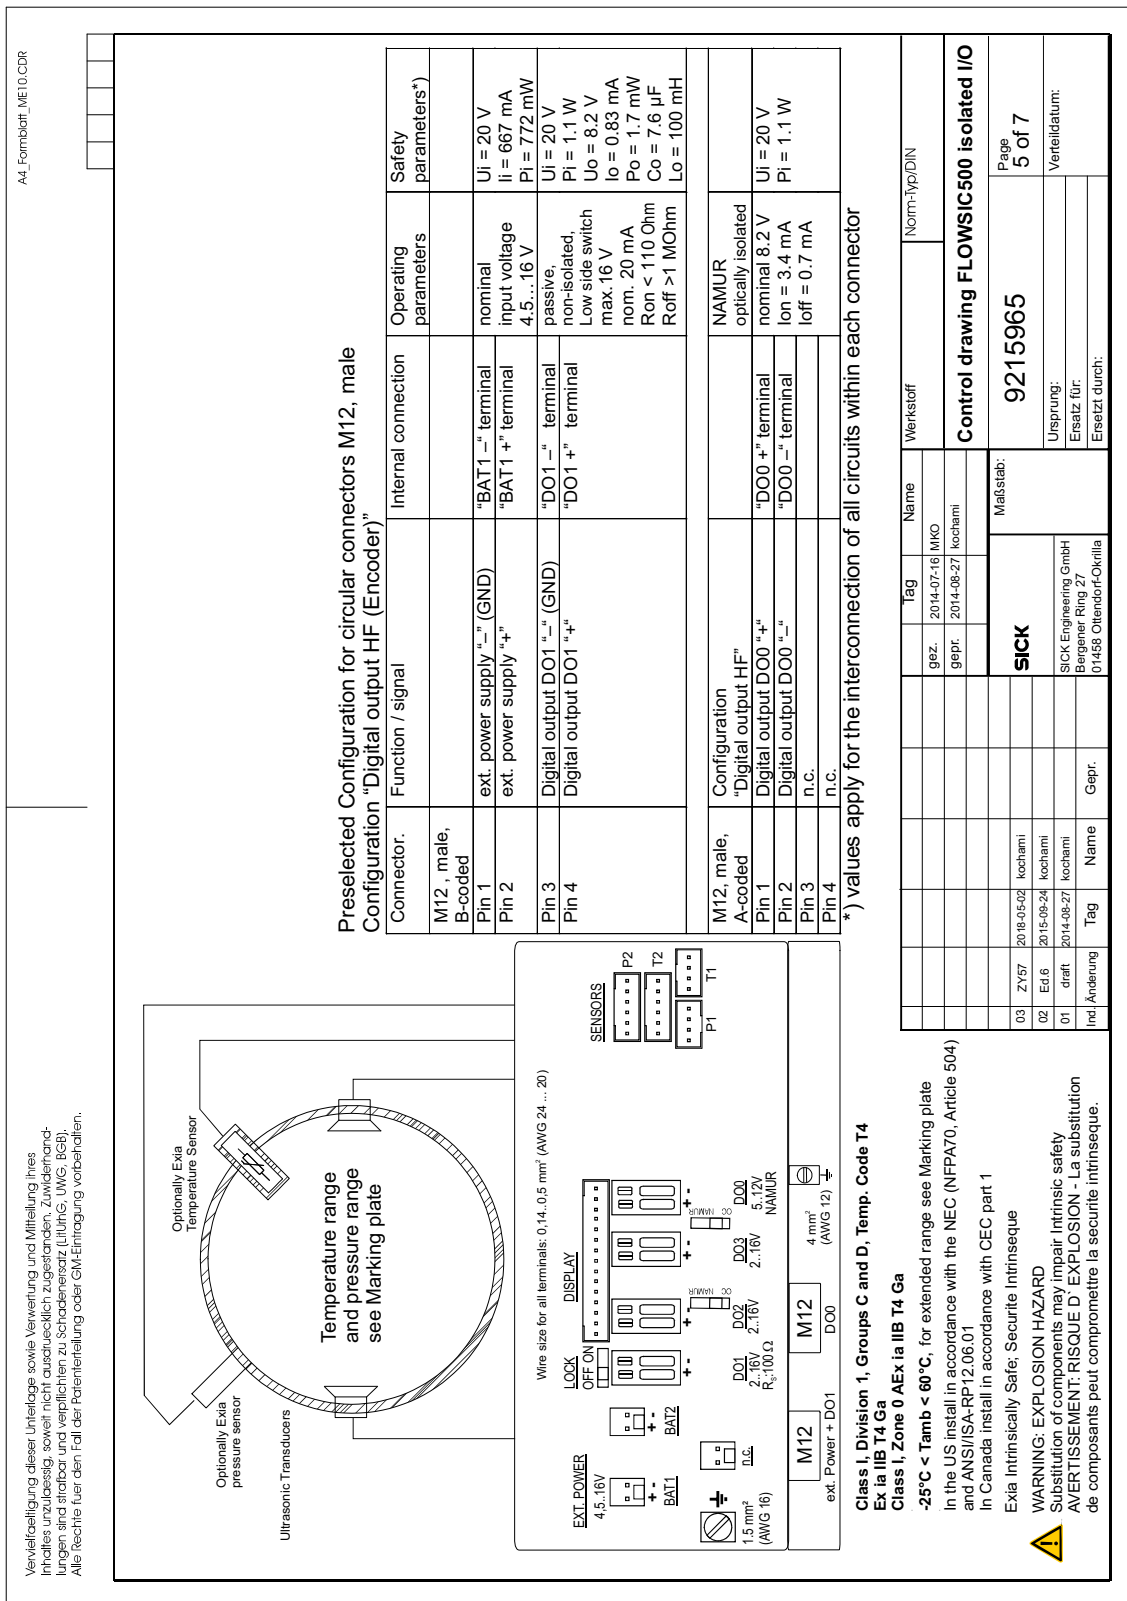 A4_Formblatt_ME10.CDR
Vervielfaeltigung dieser Unterlage sowie Verwertung und Mitteilung ihres
Inhaltes unzulaessig, soweit nicht ausdruecklich zugestanden. Zuwiderhand-
lungen sind strafbar und verpflichten zu Schadenersatz (LitUrhG, UWG, BGB).
Alle Rechte fuer den Fall der Patenterteilung oder GM-Eintragung vorbehalten.
Optionally Exia
Temperature Sensor
Optionally Exia
pressure sensor
Ultrasonic Transducers
Temperature range
and pressure range
see Marking plate
Wire size for all terminals: 0,14..0,5 mm² (AWG 24 ... 20)
EXT. POWER
4,5..16V
+ -
BAT1
+ -
BAT2
n.c.
LOCK
OFF ON
DISPLAY
SENSORS
P2
T2
P1
T1
+ -
DO1
2..16V
Rs:100 Ω
+ -
OC NAMUR
DO2
2..16V
+ -
DO3
2..16V
+ -
OC NAMUR
DO0
5..12V
NAMUR
1.5 mm²
(AWG 16)
M12
ext. Power + DO1
M12
DO0
4 mm²
(AWG 12)
Preselected Configuration for circular connectors M12, male
Configuration “Digital output HF (Encoder)”
Connector. Function / signal Internal connection Operating parameters Safety parameters*)
M12 , male, B-coded
Pin 1 ext. power supply “–” (GND) “BAT1 –“ terminal nominal Ui = 20 V
Pin 2 ext. power supply “+” “BAT1 +” terminal input voltage Ii = 667 mA
4.5…16 V Pi = 772 mW
Pin 3 Digital output DO1 “–“ (GND) “DO1 –“ terminal passive, Ui = 20 V
Pin 4 Digital output DO1 “+“ “DO1 +” terminal non-isolated, Pi = 1.1 W
Low side switch Uo = 8.2 V
max.16 V Io = 0.83 mA
nom. 20 mA Po = 1.7 mW
Ron < 110 Ohm Co = 7.6 µF
Roff >1 MOhm Lo = 100 mH
M12, male, A-coded Configuration “Digital output HF” NAMUR optically isolated
Pin 1 Digital output DO0 “+“ “DO0 +” terminal nominal 8.2 V Ui = 20 V
Pin 2 Digital output DO0 “–“ “DO0 –“ terminal Ion = 3.4 mA Pi = 1.1 W
Pin 3 n.c. Ioff = 0.7 mA
Pin 4 n.c.
*) values apply for the interconnection of all circuits within each connector
Class I, Division 1, Groups C and D, Temp. Code T4
Ex ia IIB T4 Ga
Class I, Zone 0 AEx ia IIB T4 Ga
-25°C < Tamb < 60°C, for extended range see Marking plate
In the US install in accordance with the NEC (NFPA70, Article 504)
and ANSI/ISA-RP12.06.01
In Canada install in accordance with CEC part 1
Exia Intrinsically Safe; Securite Intrinseque
WARNING: EXPLOSION HAZARD
Substitution of components may impair Intrinsic safety
AVERTISSEMENT: RISQUE D` EXPLOSION - La substitution
de composants peut compromettre la securite intrinseque.
03 ZY57 2018-05-02 kochami
02 Ed.6 2015-09-24 kochami
01 draft 2014-08-27 kochami
Ind. Änderung Tag Name Gepr.
Tag Name
gez. 2014-07-16 MKO
gepr. 2014-08-27 kochami
Werkstoff
Norm-Typ/DIN
Control drawing FLOWSIC500 isolated I/O
SICK
SICK Engineering GmbH
Bergener Ring 27
01458 Ottendorf-Okrilla
Maßstab:
9215965
Page
5 of 7
Ursprung:
Ersatz für:
Ersetzt durch:
Verteildatum: